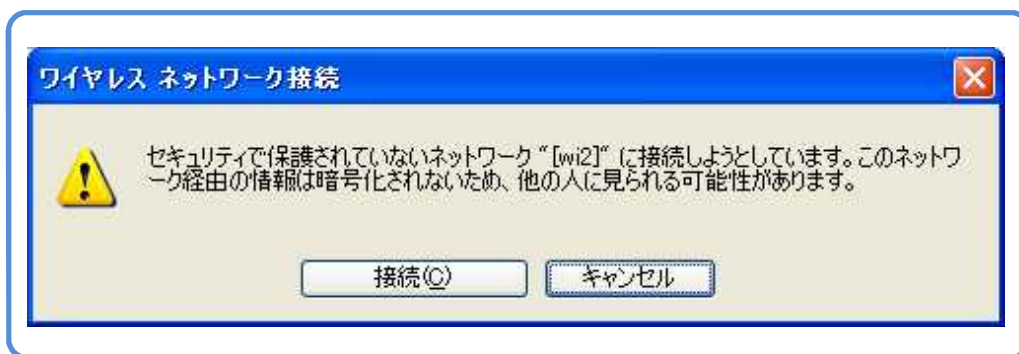 ワイヤレス ネットワーク接続
セキュリティで保護されていないネットワーク “[wi2]” に接続しようとしています。このネットワ
ーク経由の情報は暗号化されないため、他の人に見られる可能性があります。
接続(C) キャンセル